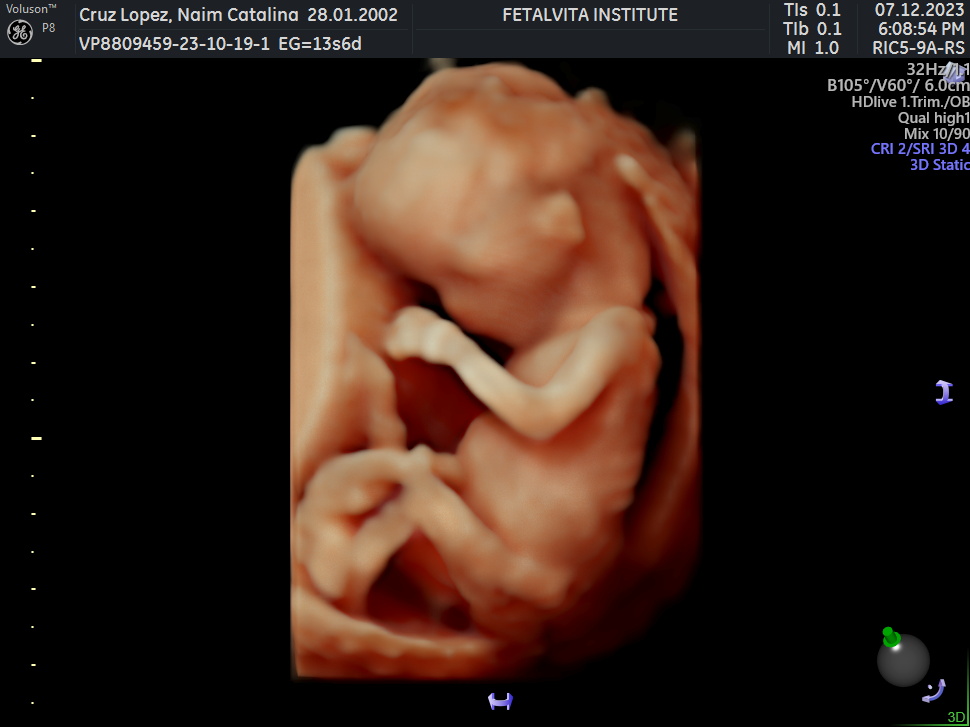 Voluson™
P8
Cruz Lopez, Naim Catalina 28.01.2002
VP8809459-23-10-19-1 EG=13s6d
FETALVITA INSTITUTE
TIs 0.1
TIb 0.1
MI 1.0
07.12.2023
6:08:54 PM
RIC5-9A-RS
B105°/V60°/ 6.0cm
HDlive 1.Trim./OB
Qual high1
Mix 10/90
CRI 2/SRI 3D 4
3D Static
3D